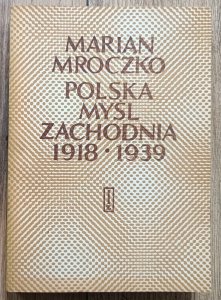 MARIAN
MROCZKO
POLSKA
MYŚL
ZACHODNIA
1918 · 1939